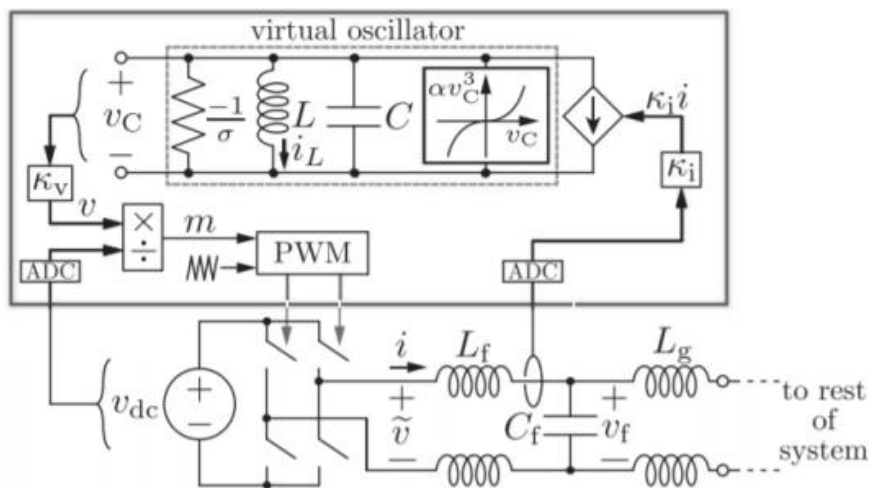 virtual oscillator
+
v_C
−
−1/σ
L
i_L
C
αv_C^3
v_C
κ_i i
κ_v
κ_i
v
×
÷
m
PWM
ADC
ADC
v_dc
+
−
i
+
ṽ
−
L_f
C_f
+
v_f
−
L_g
to rest
of
system